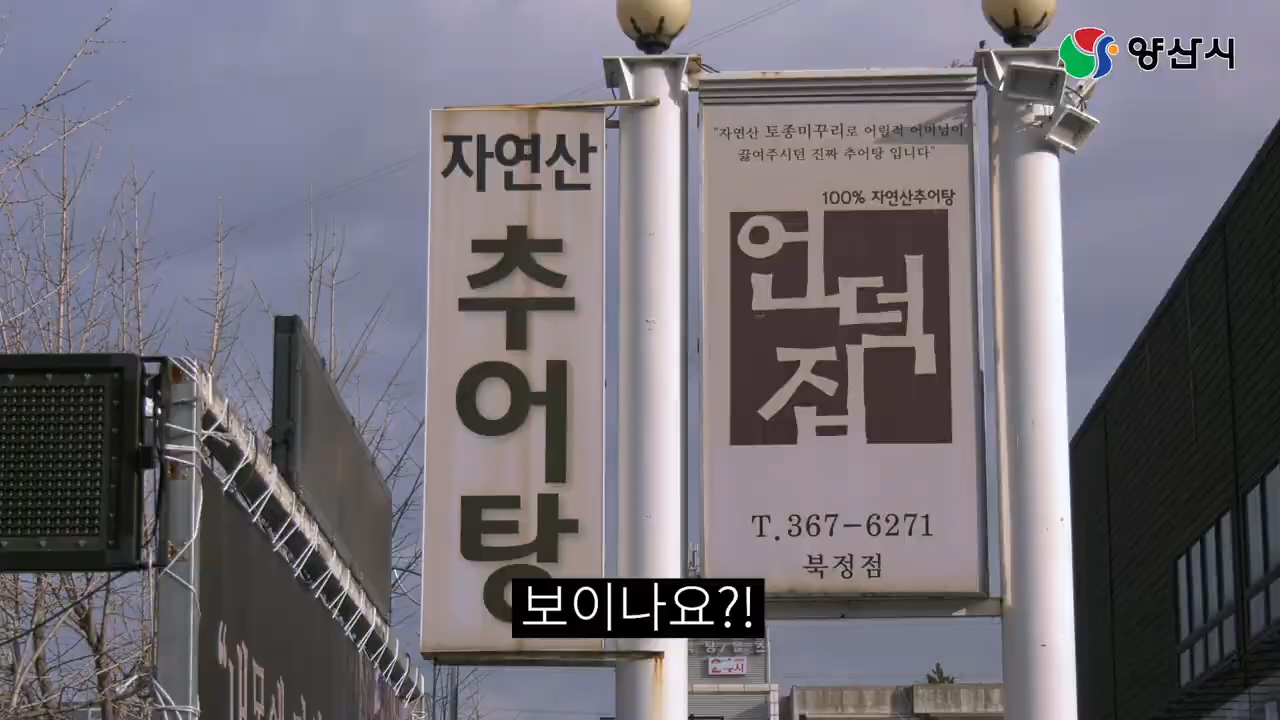 양산시
자연산
추어탕
"자연산 토종미꾸리로 어릴적 어머님이
끓여주시던 진짜 추어탕 입니다"
100% 자연산추어탕
언덕집
T. 367-6271
북정점
보이나요?!